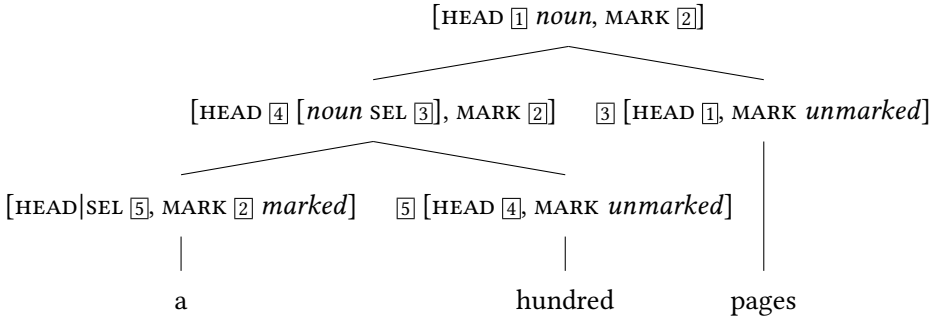 [HEAD 1 noun, MARK 2]
[HEAD 4 [noun SEL 3], MARK 2] 3 [HEAD 1, MARK unmarked]
[HEAD|SEL 5, MARK 2 marked] 5 [HEAD 4, MARK unmarked]
a hundred pages